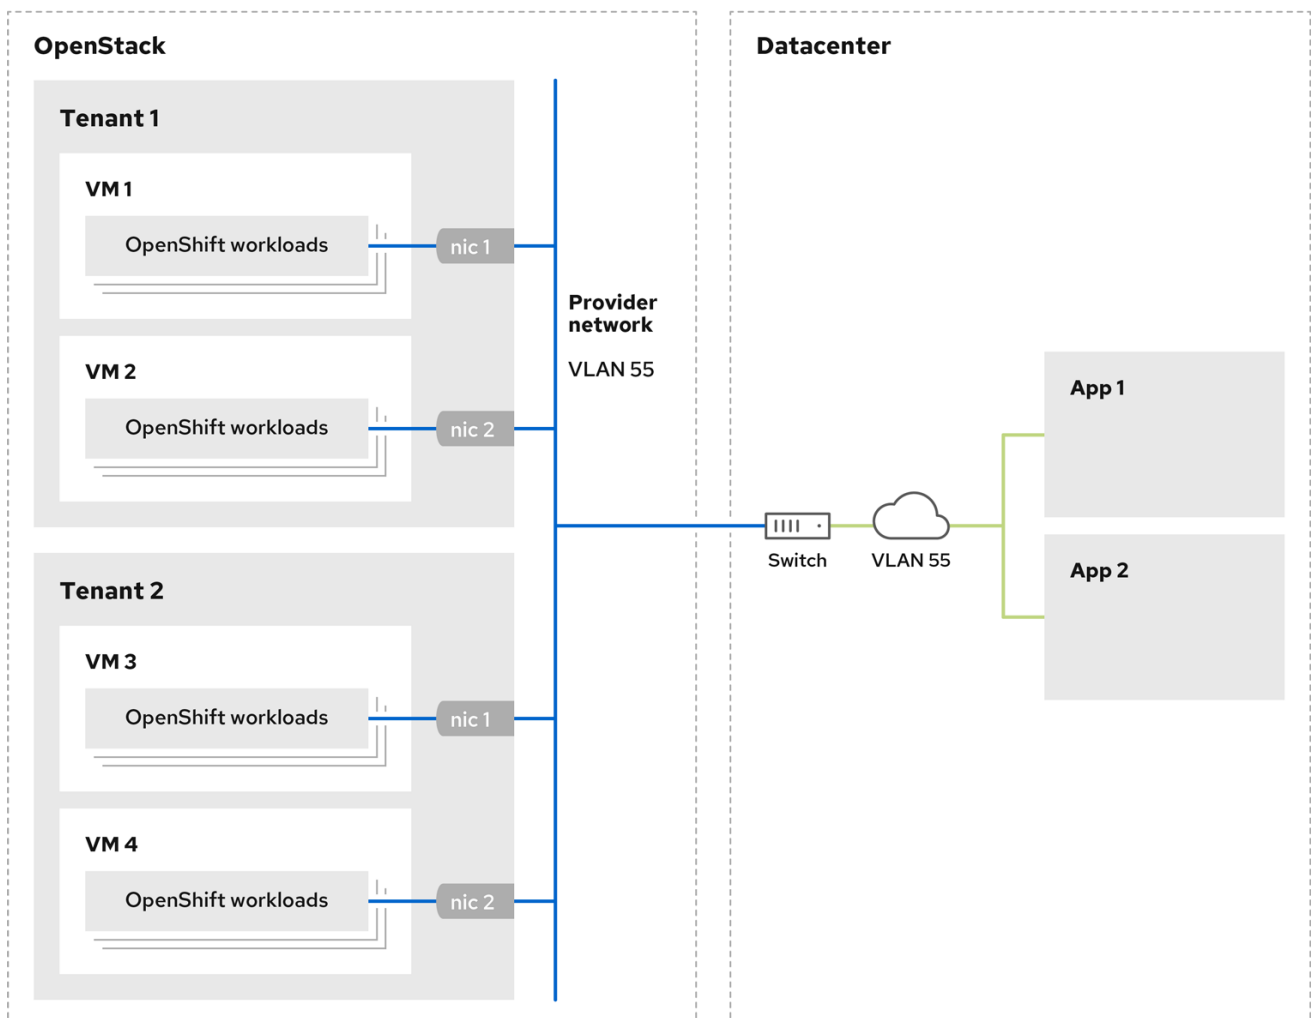 OpenStack
Tenant 1
VM 1
OpenShift workloads
nic 1
VM 2
OpenShift workloads
nic 2
Tenant 2
VM 3
OpenShift workloads
nic 1
VM 4
OpenShift workloads
nic 2
Provider
network
VLAN 55
Datacenter
Switch
VLAN 55
App 1
App 2